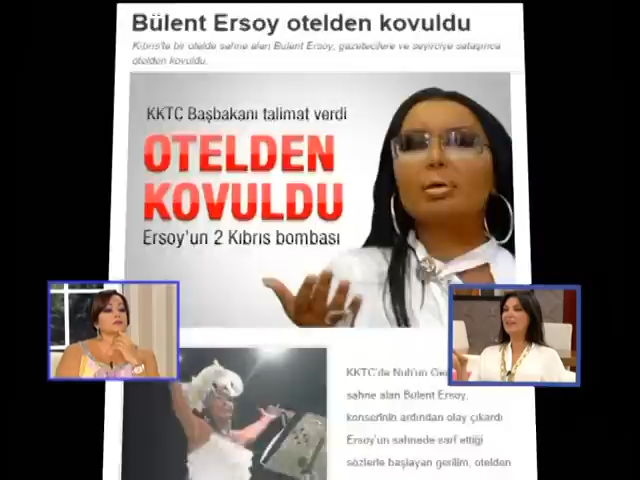 Bülent Ersoy otelden kovuldu
Kıbrıs'ta bir otelde sahne alan Bülent Ersoy, gazetecilere ve seyirciye sataşınca
otelden kovuldu.
KKTC Başbakanı talimat verdi
OTELDEN
KOVULDU
Ersoy'un 2 Kıbrıs bombası
KKTC'de Nuh'un Ge
sahne alan Bülent Ersoy,
konserinin ardından olay çıkardı
Ersoy'un sahnede sarf ettiği
sözlerle başlayan gerilim, otelden